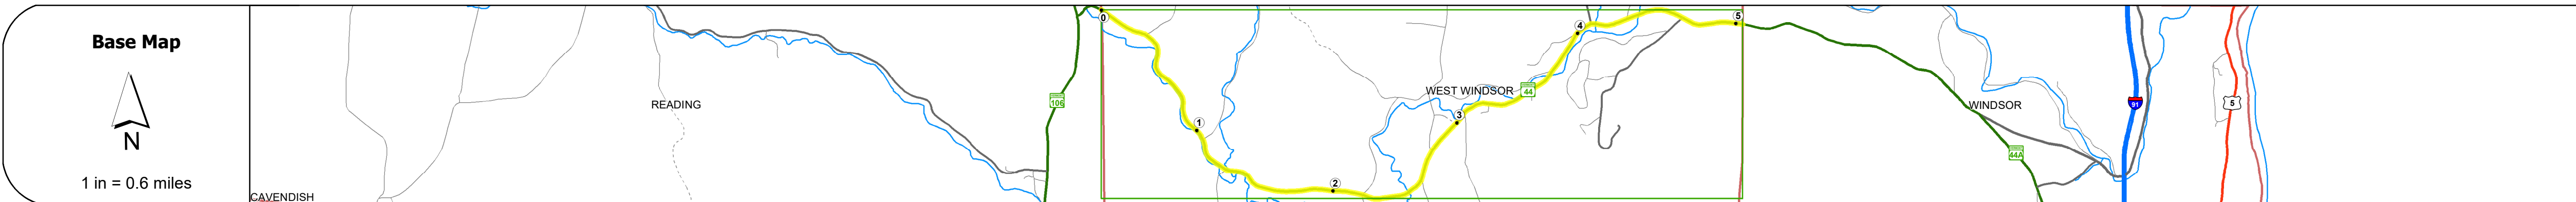 Base Map
N
1 in = 0.6 miles
CAVENDISH
READING
106
0
1
2
3
4
5
WEST WINDSOR
44
WINDSOR
44A
91
5